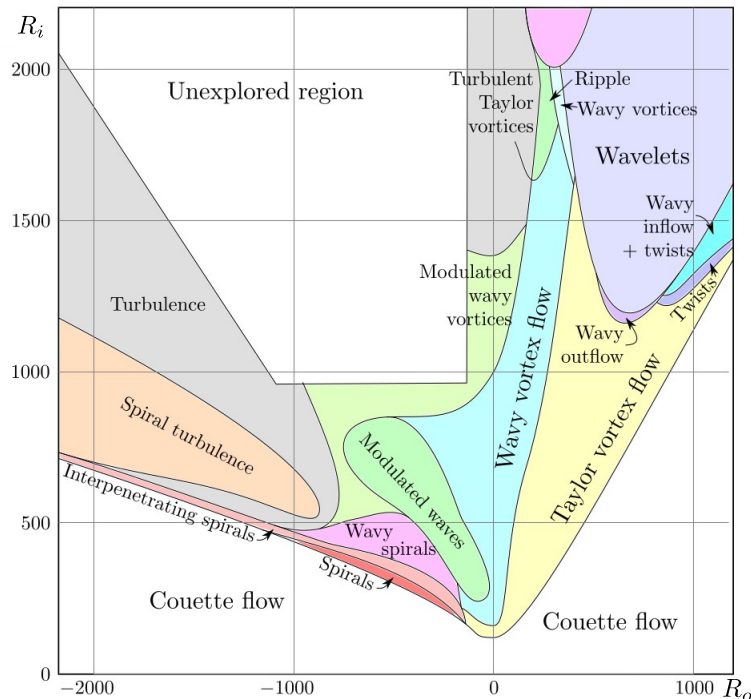 R_i
2000
1500
1000
500
0
−2000
−1000
0
1000
R_o
Unexplored region
Turbulent
Taylor
vortices
Ripple
Wavy vortices
Wavelets
Wavy
inflow
+ twists
Twists
Wavy
outflow
Modulated
wavy
vortices
Turbulence
Spiral turbulence
Interpenetrating spirals
Modulated waves
Wavy
spirals
Spirals
Wavy vortex flow
Taylor vortex flow
Couette flow
Couette flow